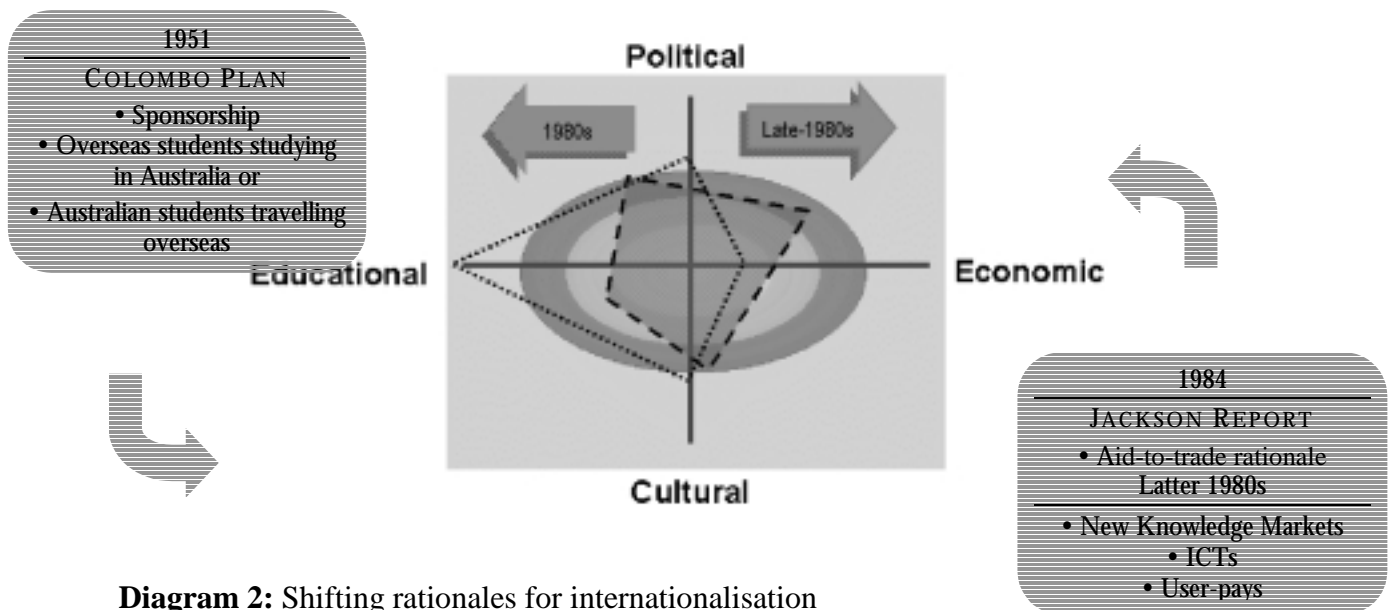 1951
COLOMBO PLAN
• Sponsorship
• Overseas students studying
in Australia or
• Australian students travelling
overseas
Political
1980s
Late-1980s
Educational
Economic
Cultural
1984
JACKSON REPORT
• Aid-to-trade rationale
Latter 1980s
• New Knowledge Markets
• ICTs
• User-pays
Diagram 2: Shifting rationales for internationalisation